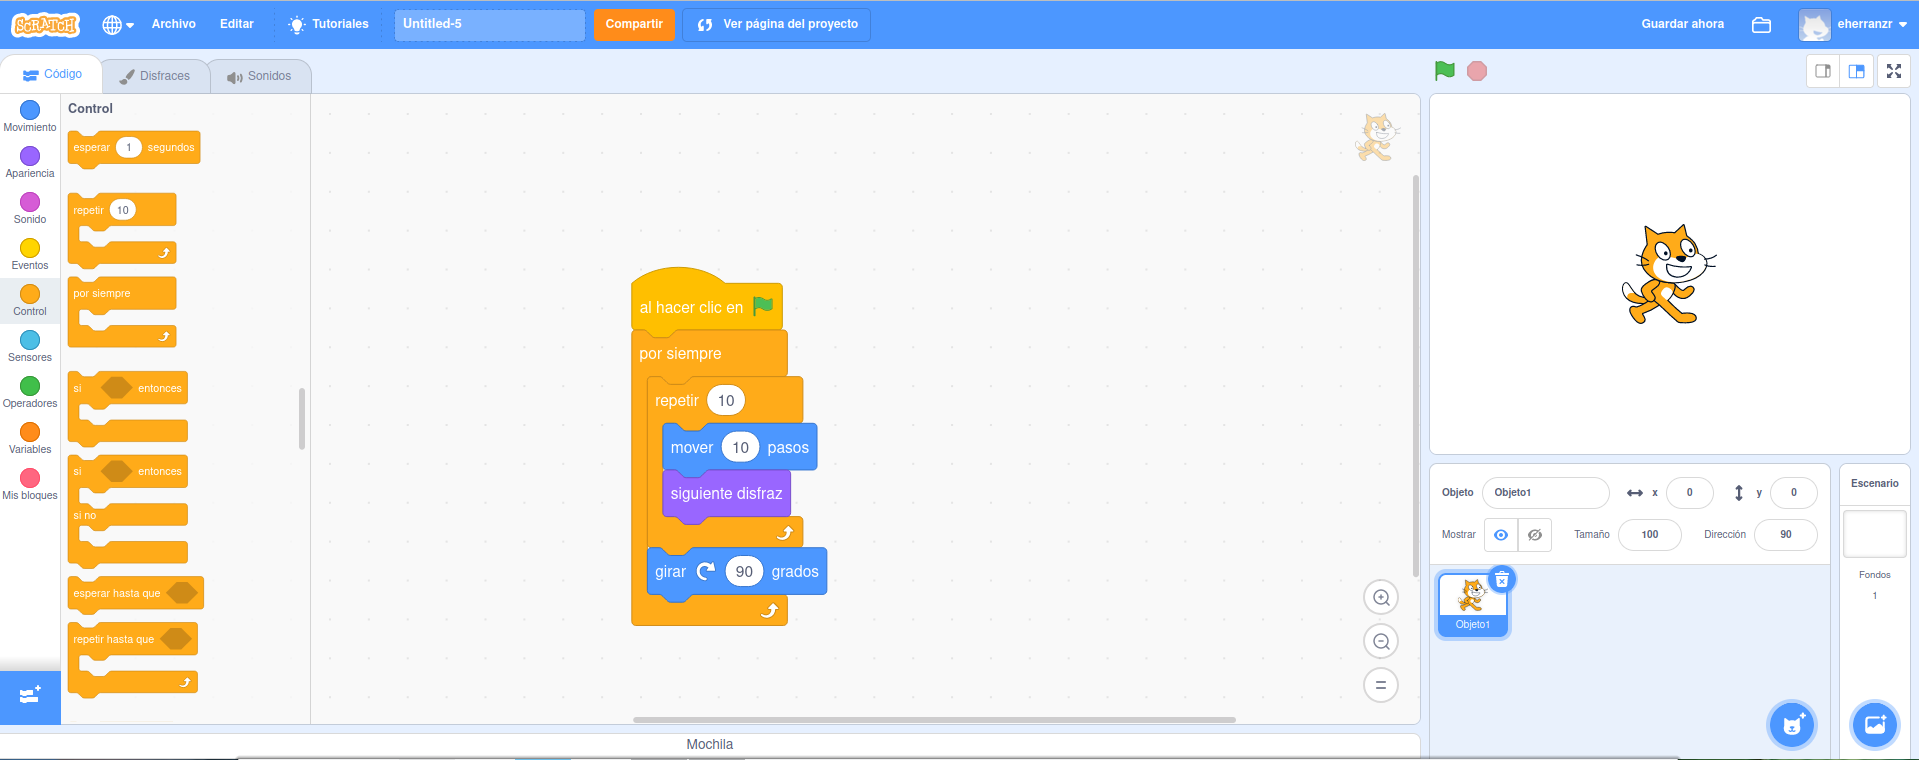 SCRATCH
Archivo
Editar
Tutoriales
Untitled-5
Compartir
Ver página del proyecto
Guardar ahora
eherranzr
Código
Disfraces
Sonidos
Movimiento
Apariencia
Sonido
Eventos
Control
Sensores
Operadores
Variables
Mis bloques
Control
esperar 1 segundos
repetir 10
por siempre
si entonces
si entonces
si no
esperar hasta que
repetir hasta que
al hacer clic en
por siempre
repetir 10
mover 10 pasos
siguiente disfraz
girar 90 grados
Mochila
Objeto Objeto1 x 0 y 0
Mostrar Tamaño 100 Dirección 90
Objeto1
Escenario
Fondos
1